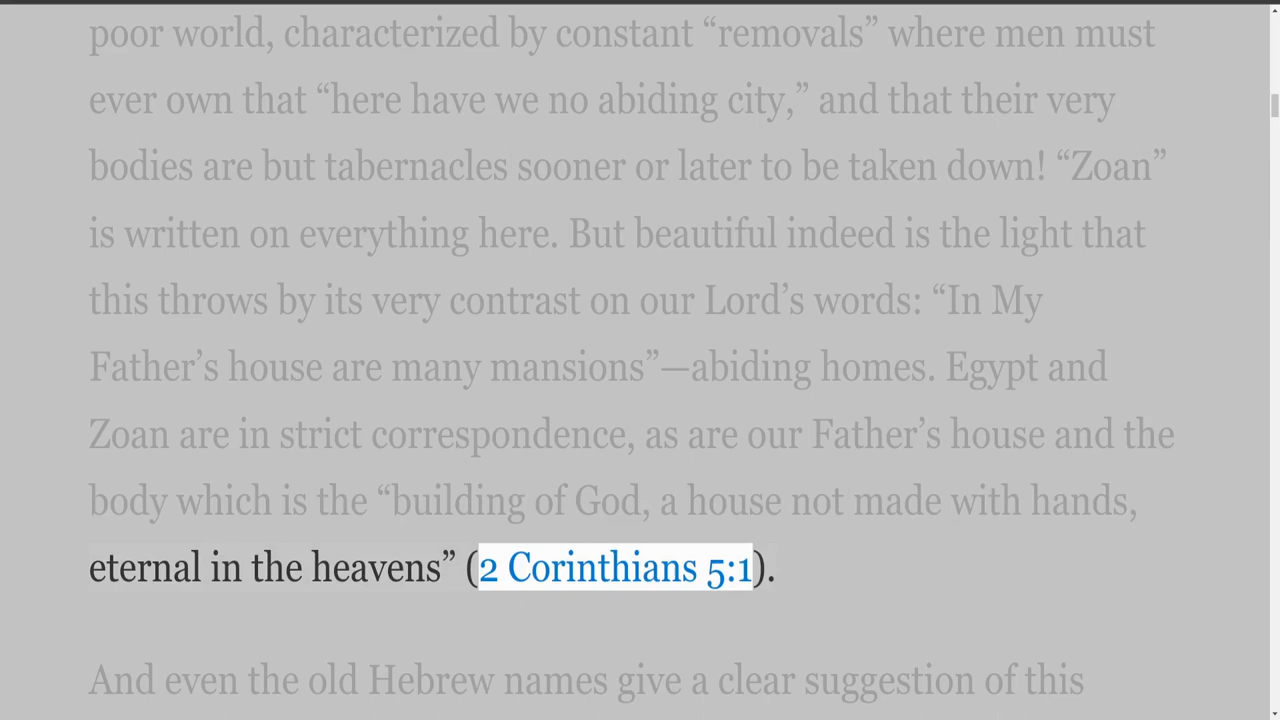 poor world, characterized by constant “removals” where men must
ever own that “here have we no abiding city,” and that their very
bodies are but tabernacles sooner or later to be taken down! “Zoan”
is written on everything here. But beautiful indeed is the light that
this throws by its very contrast on our Lord’s words: “In My
Father’s house are many mansions”—abiding homes. Egypt and
Zoan are in strict correspondence, as are our Father’s house and the
body which is the “building of God, a house not made with hands,
eternal in the heavens” (2 Corinthians 5:1).
And even the old Hebrew names give a clear suggestion of this